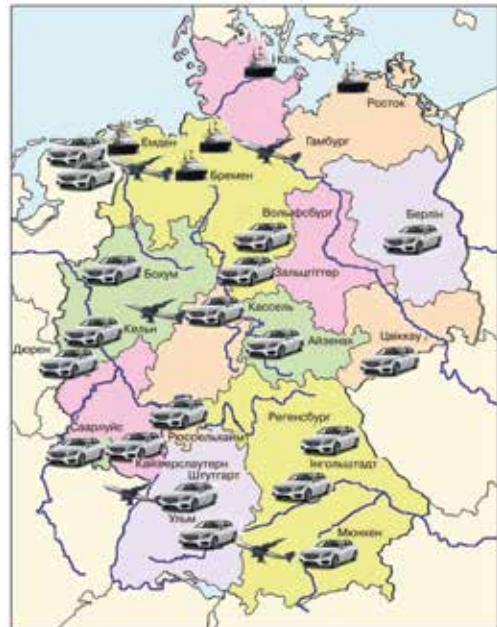 Кіль
Росток
Емден
Гамбург
Бремен
Вольфсбург
Берлін
Зальцгіттер
Бохум
Кассель
Кельн
Айзенах
Цвіккау
Дюрен
Саарлуїс
Регенсбург
Рюссельхайм
Кайзерслаутерн
Інгольштадт
Штутгарт
Ульм
Мюнхен